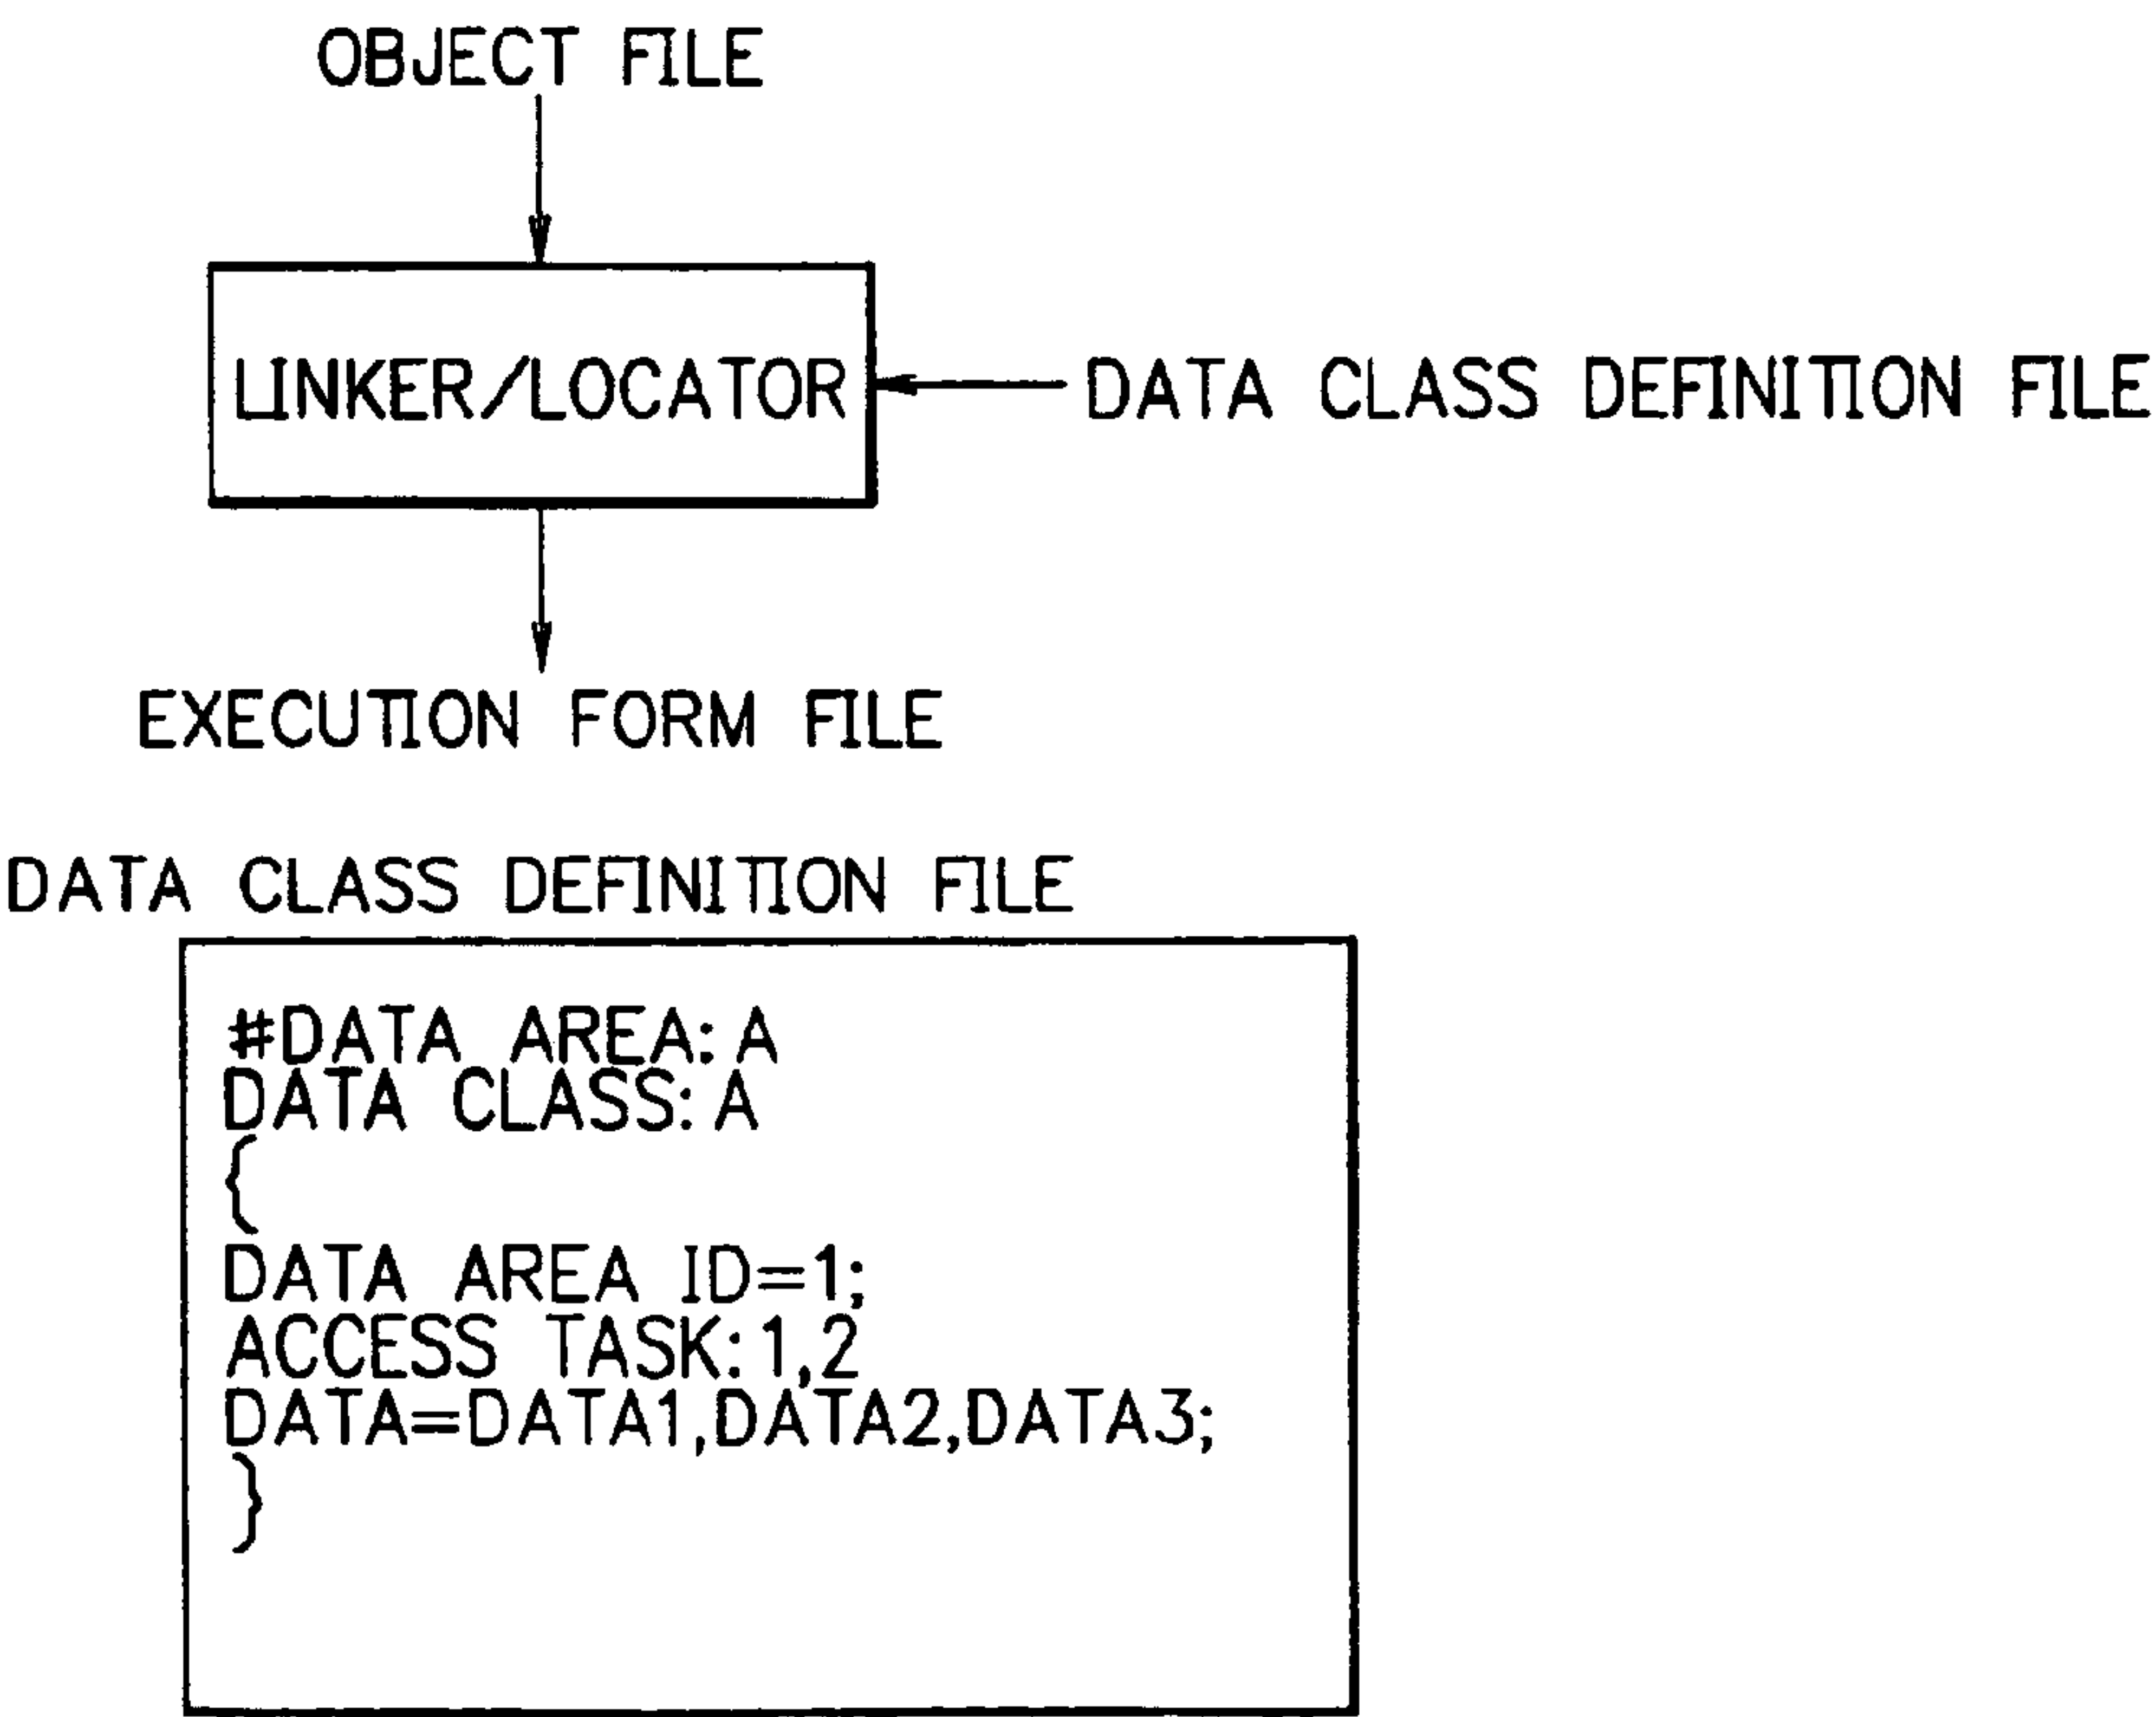 OBJECT FILE
LINKER/LOCATOR
DATA CLASS DEFINITION FILE
EXECUTION FORM FILE
DATA CLASS DEFINITION FILE
#DATA AREA:A
DATA CLASS:A
{
DATA AREA ID=1;
ACCESS TASK:1,2
DATA=DATA1,DATA2,DATA3;
}